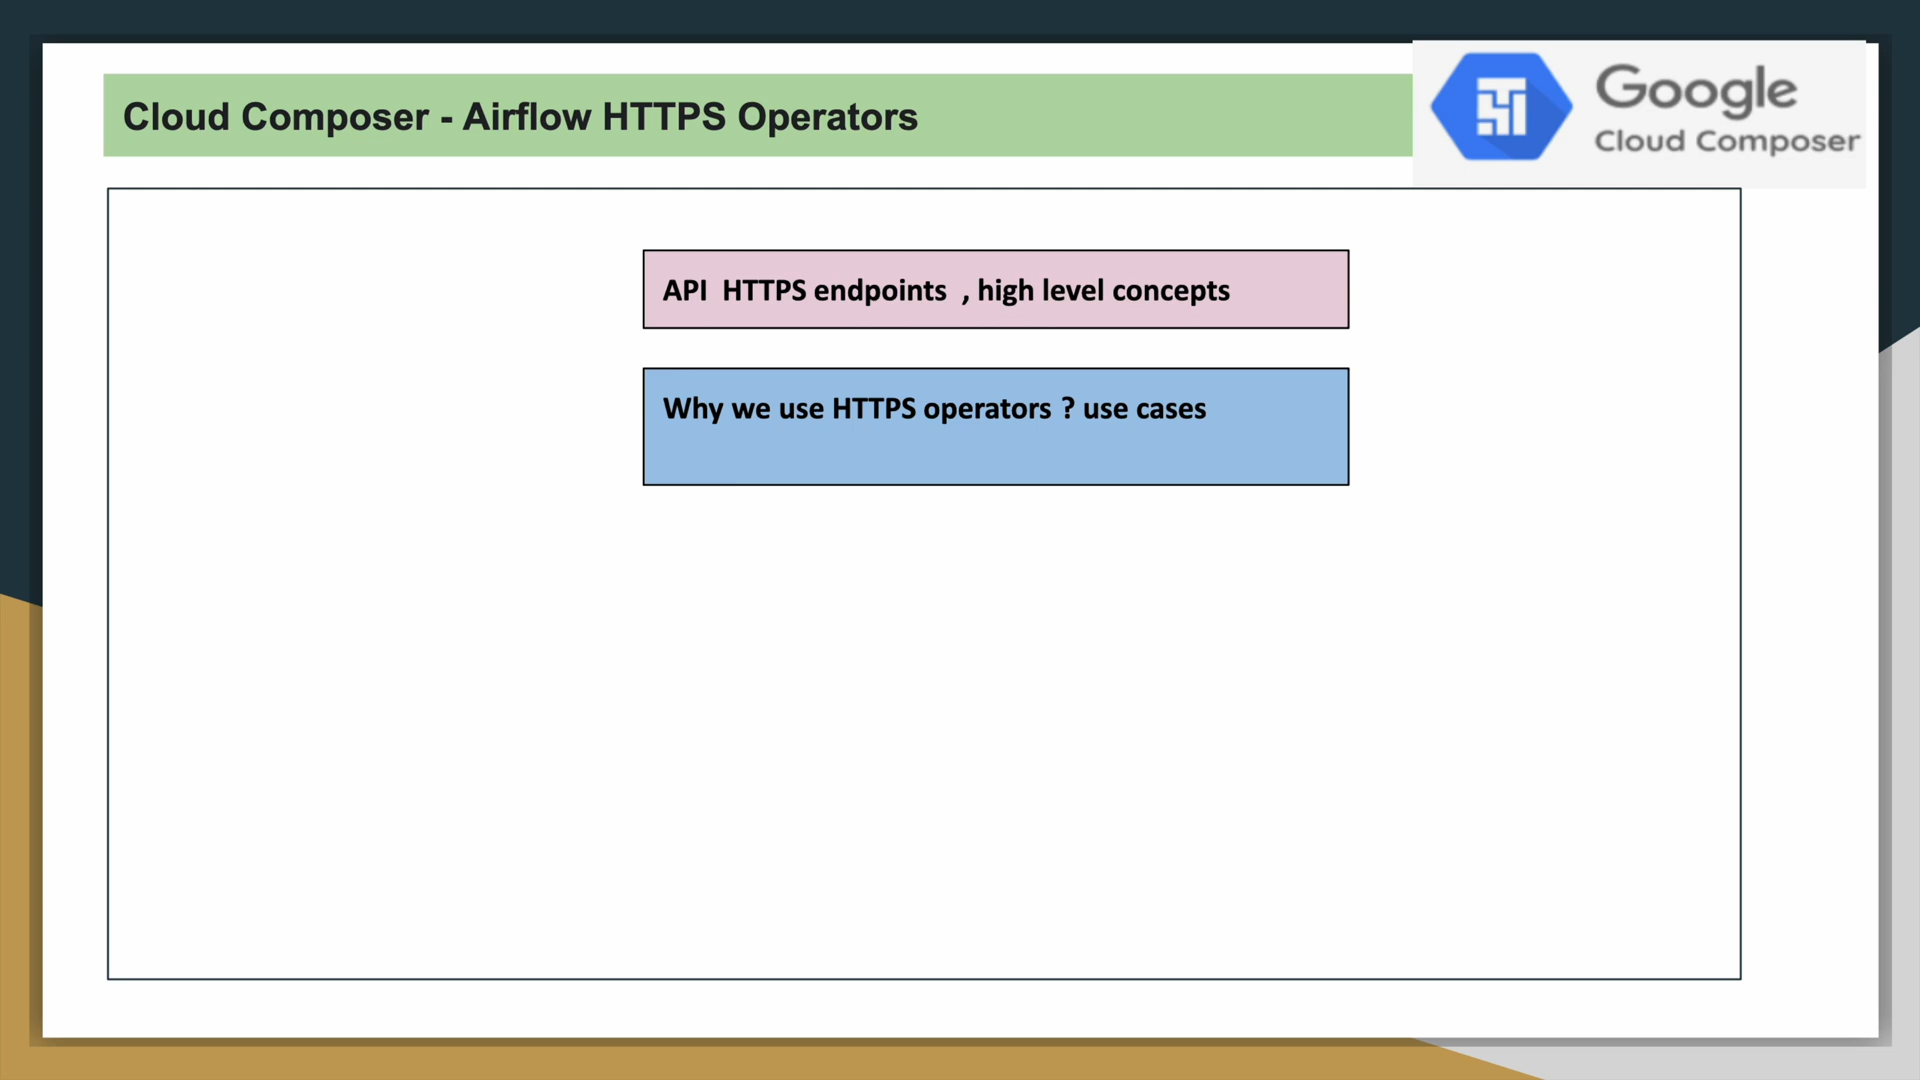 Cloud Composer - Airflow HTTPS Operators
Google
Cloud Composer
API  HTTPS endpoints  , high level concepts
Why we use HTTPS operators ? use cases